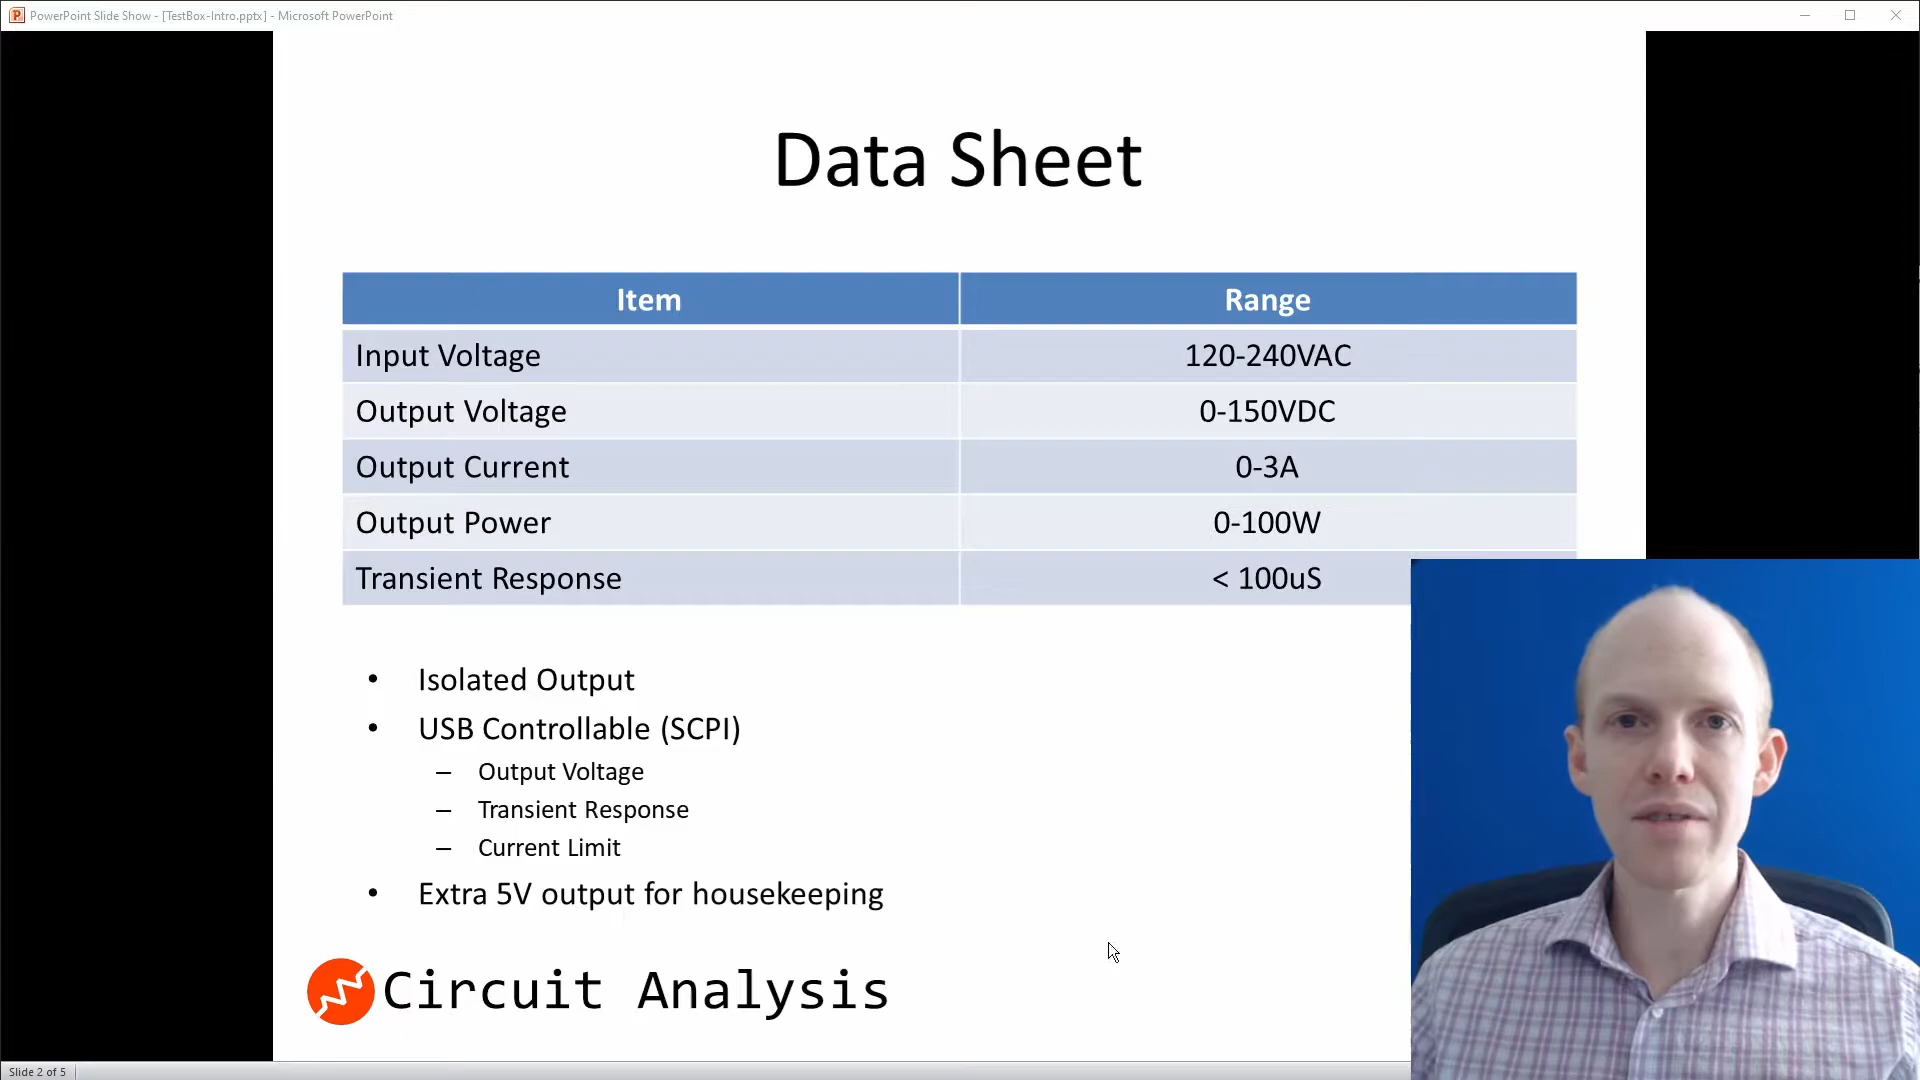 PowerPoint Slide Show - [TestBox-Intro.pptx] - Microsoft PowerPoint
Data Sheet
Item Range
Input Voltage 120-240VAC
Output Voltage 0-150VDC
Output Current 0-3A
Output Power 0-100W
Transient Response < 100uS
• Isolated Output
• USB Controllable (SCPI)
– Output Voltage
– Transient Response
– Current Limit
• Extra 5V output for housekeeping
Circuit Analysis
Slide 2 of 5